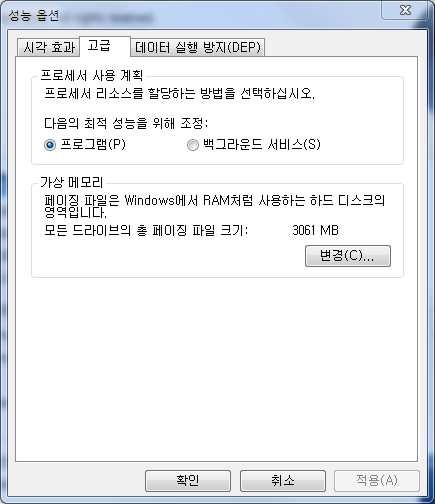 성능 옵션
시각 효과 고급 데이터 실행 방지(DEP)
프로세서 사용 계획
프로세서 리소스를 할당하는 방법을 선택하십시오.
다음의 최적 성능을 위해 조정:
프로그램(P) 백그라운드 서비스(S)
가상 메모리
페이징 파일은 Windows에서 RAM처럼 사용하는 하드 디스크의
영역입니다.
모든 드라이브의 총 페이징 파일 크기: 3061 MB
변경(C)...
확인 취소 적용(A)